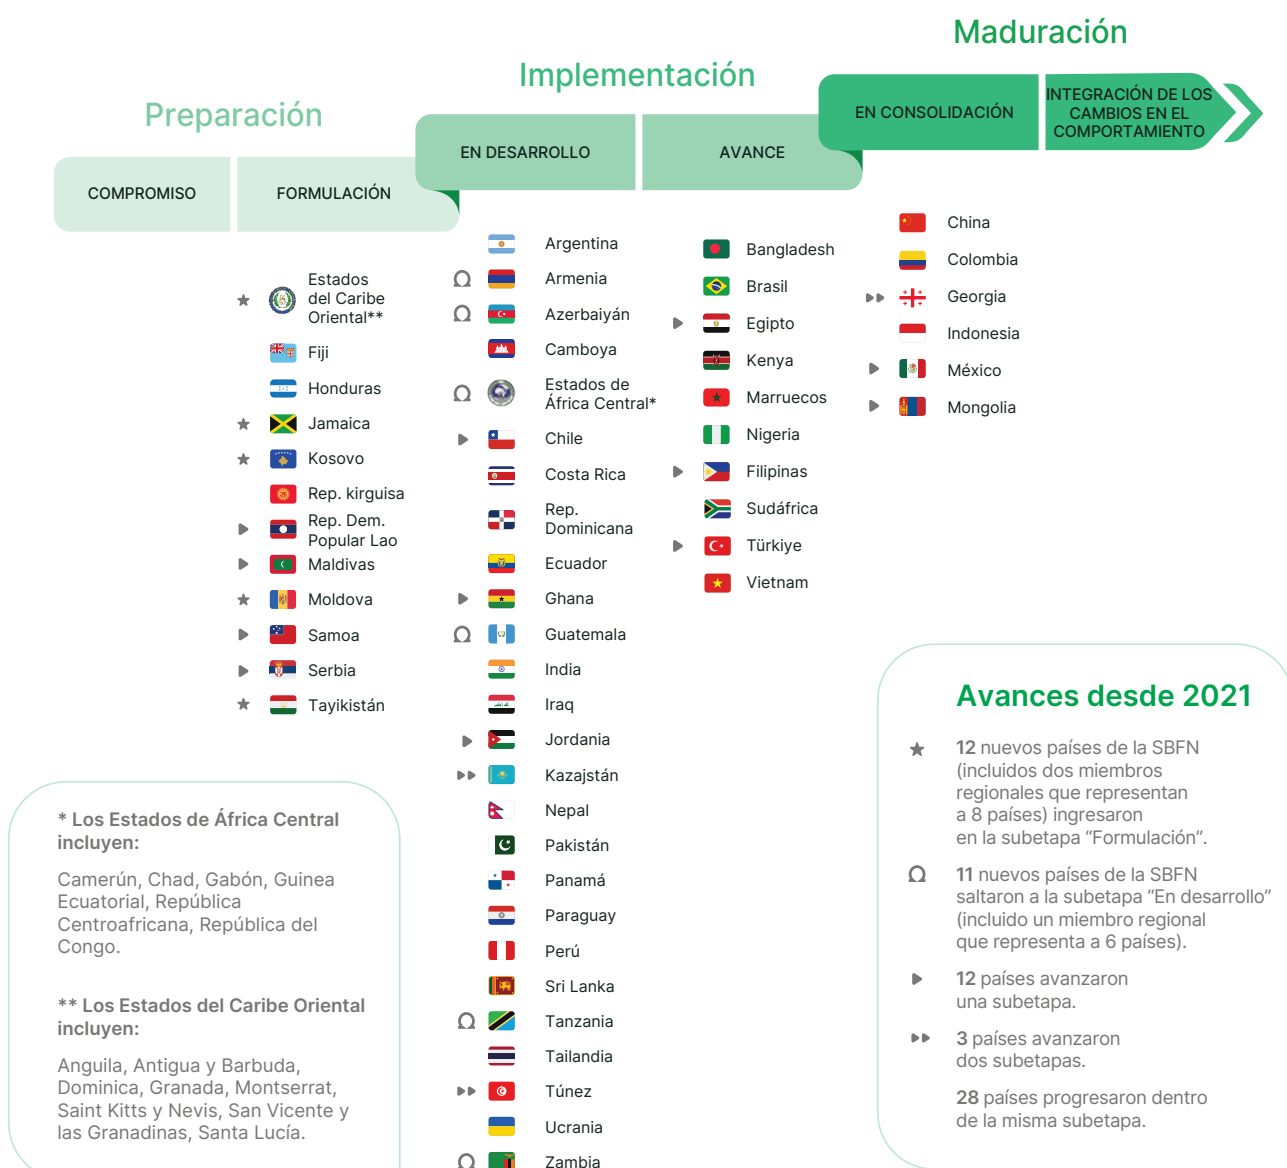 Preparación
Implementación
Maduración
COMPROMISO
FORMULACIÓN
EN DESARROLLO
AVANCE
EN CONSOLIDACIÓN
INTEGRACIÓN DE LOS
CAMBIOS EN EL
COMPORTAMIENTO
Estados
del Caribe
Oriental**
Fiji
Honduras
Jamaica
Kosovo
Rep. kirguisa
Rep. Dem.
Popular Lao
Maldivas
Moldova
Samoa
Serbia
Tayikistán
Argentina
Armenia
Azerbaiyán
Camboya
Estados de
África Central*
Chile
Costa Rica
Rep.
Dominicana
Ecuador
Ghana
Guatemala
India
Iraq
Jordania
Kazajstán
Nepal
Pakistán
Panamá
Paraguay
Perú
Sri Lanka
Tanzania
Tailandia
Túnez
Ucrania
Zambia
Bangladesh
Brasil
Egipto
Kenya
Marruecos
Nigeria
Filipinas
Sudáfrica
Türkiye
Vietnam
China
Colombia
Georgia
Indonesia
México
Mongolia
* Los Estados de África Central
incluyen:
Camerún, Chad, Gabón, Guinea
Ecuatorial, República
Centroafricana, República del
Congo.
** Los Estados del Caribe Oriental
incluyen:
Anguila, Antigua y Barbuda,
Dominica, Granada, Montserrat,
Saint Kitts y Nevis, San Vicente y
las Granadinas, Santa Lucía.
Avances desde 2021
12 nuevos países de la SBFN
(incluidos dos miembros
regionales que representan
a 8 países) ingresaron
en la subetapa “Formulación”.
Ω 11 nuevos países de la SBFN
saltaron a la subetapa “En desarrollo”
(incluido un miembro regional
que representa a 6 países).
12 países avanzaron
una subetapa.
3 países avanzaron
dos subetapas.
28 países progresaron dentro
de la misma subetapa.